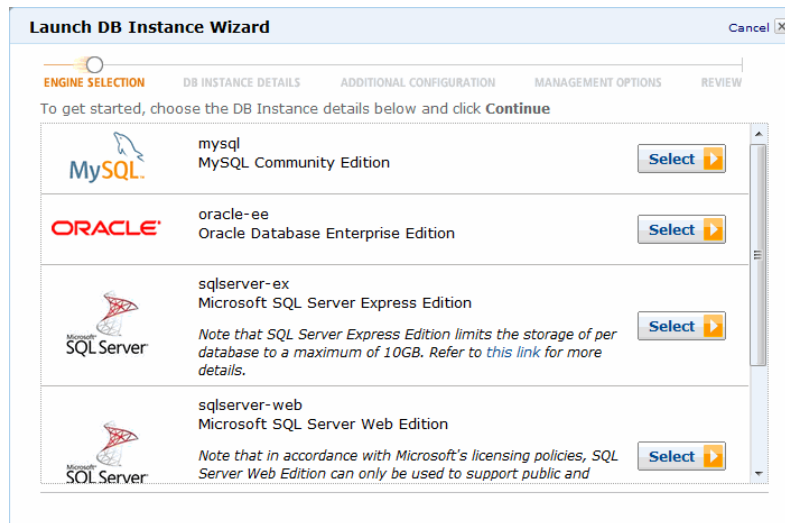 Launch DB Instance Wizard
Cancel
ENGINE SELECTION
DB INSTANCE DETAILS
ADDITIONAL CONFIGURATION
MANAGEMENT OPTIONS
REVIEW
To get started, choose the DB Instance details below and click Continue
MySQL
mysql
MySQL Community Edition
Select
ORACLE
oracle-ee
Oracle Database Enterprise Edition
Select
Microsoft
SQL Server
sqlserver-ex
Microsoft SQL Server Express Edition
Note that SQL Server Express Edition limits the storage of per
database to a maximum of 10GB. Refer to this link for more
details.
Select
Microsoft
SQL Server
sqlserver-web
Microsoft SQL Server Web Edition
Note that in accordance with Microsoft's licensing policies, SQL
Server Web Edition can only be used to support public and
Select